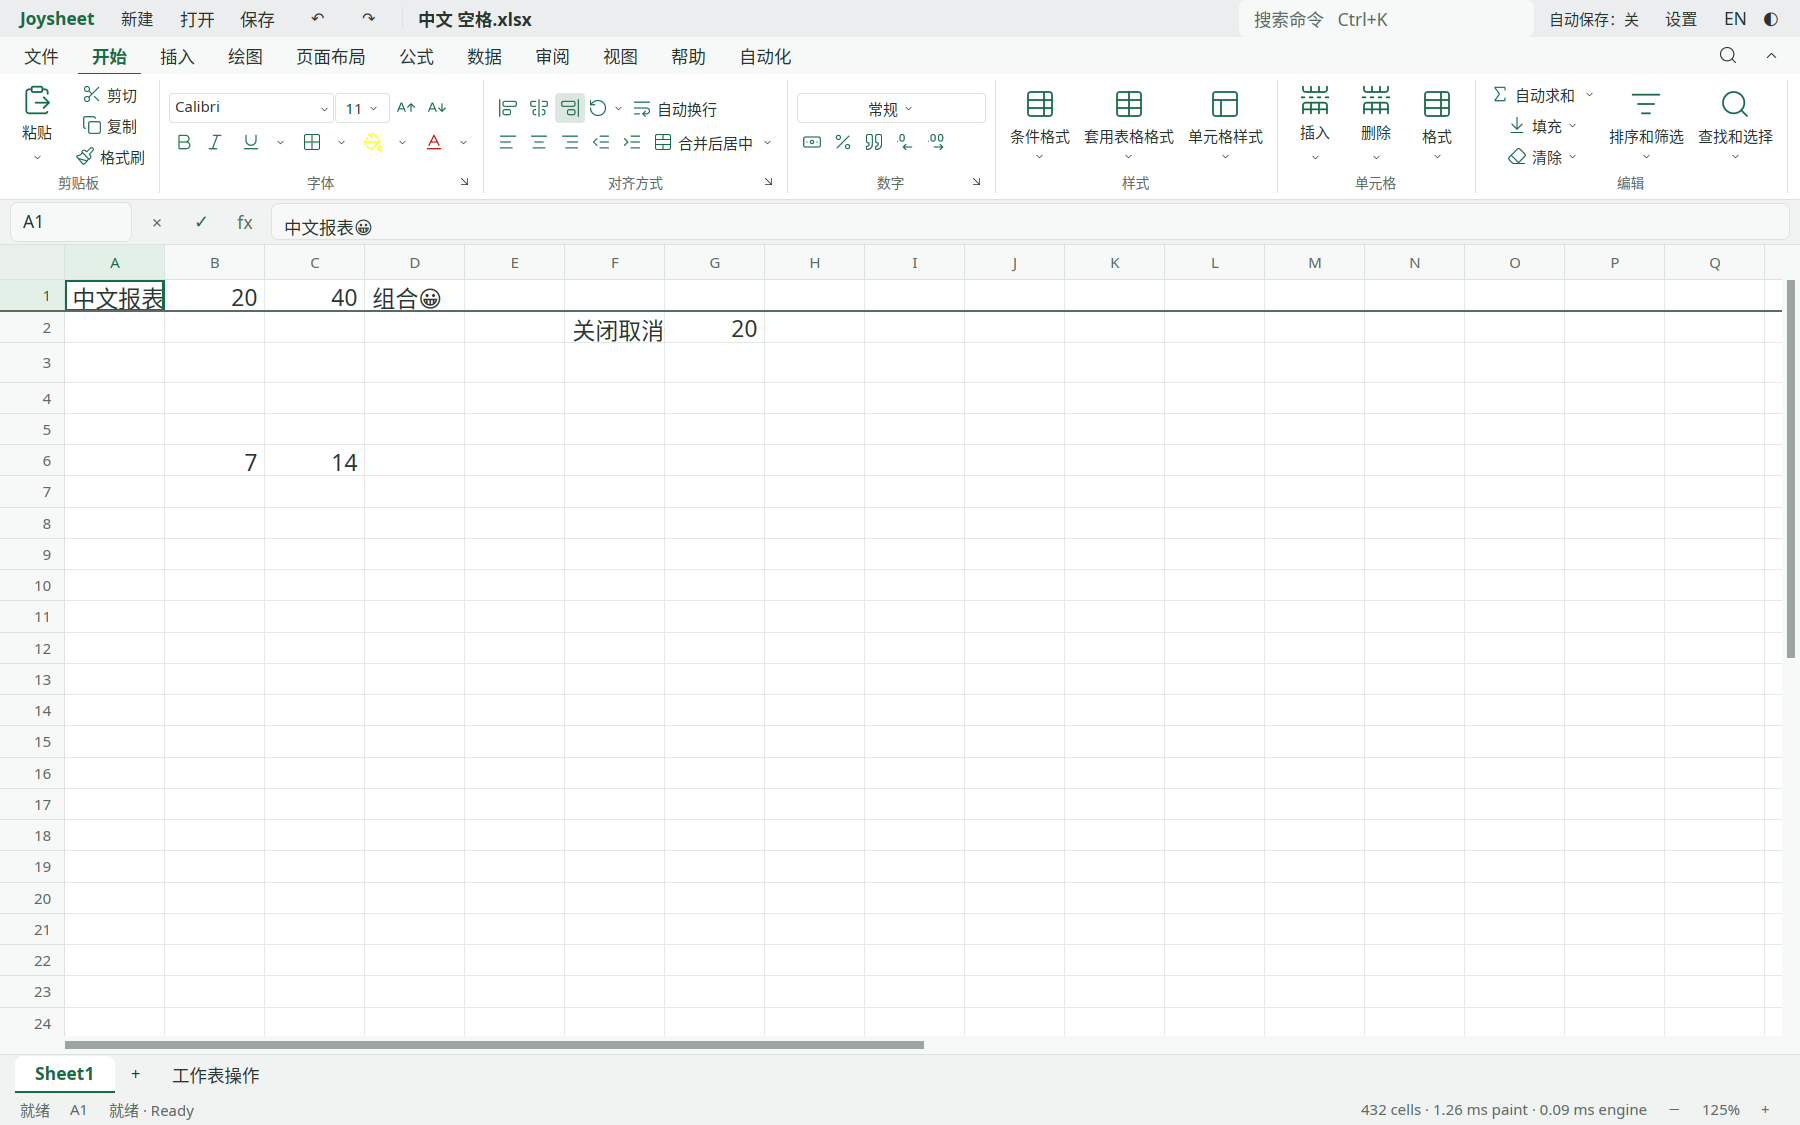 Joysheet 新建 打开 保存 ↶ ↷ 中文 空格.xlsx 搜索命令 Ctrl+K 自动保存：关 设置 EN
文件 开始 插入 绘图 页面布局 公式 数据 审阅 视图 帮助 自动化
粘贴 剪切 复制 格式刷 剪贴板
Calibri 11 A A B I U A 字体
自动换行 合并后居中 对齐方式
常规 % .0 .00 数字
条件格式 套用表格格式 单元格样式 样式
插入 删除 格式 单元格
Σ 自动求和 填充 清除 排序和筛选 查找和选择 编辑
A1 × ✓ fx 中文报表😀
A B C D E F G H I J K L M N O P Q
1 中文报表 20 40 组合😀
2 关闭取消 20
3
4
5
6 7 14
7
8
9
10
11
12
13
14
15
16
17
18
19
20
21
22
23
24
Sheet1 + 工作表操作
就绪 A1 就绪 · Ready 432 cells · 1.26 ms paint · 0.09 ms engine − 125% +